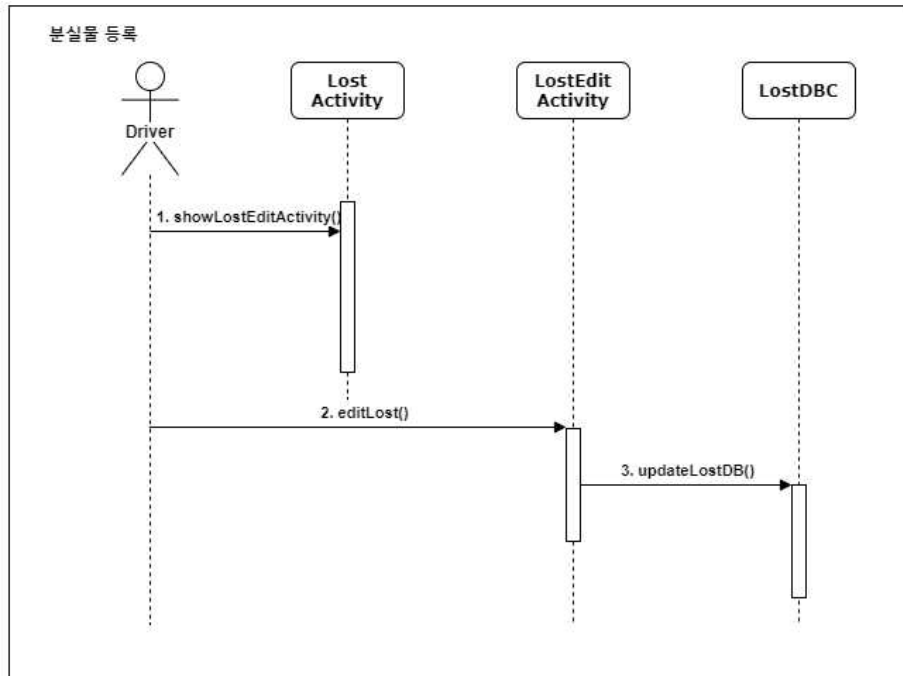 분실물 등록
Lost
Activity
LostEdit
Activity
LostDBC
Driver
1. showLostEditActivity()
2. editLost()
3. updateLostDB()